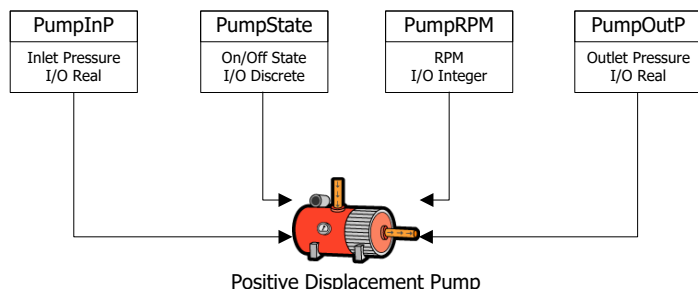 PumpInP
Inlet Pressure
I/O Real
PumpState
On/Off State
I/O Discrete
PumpRPM
RPM
I/O Integer
PumpOutP
Outlet Pressure
I/O Real
Positive Displacement Pump